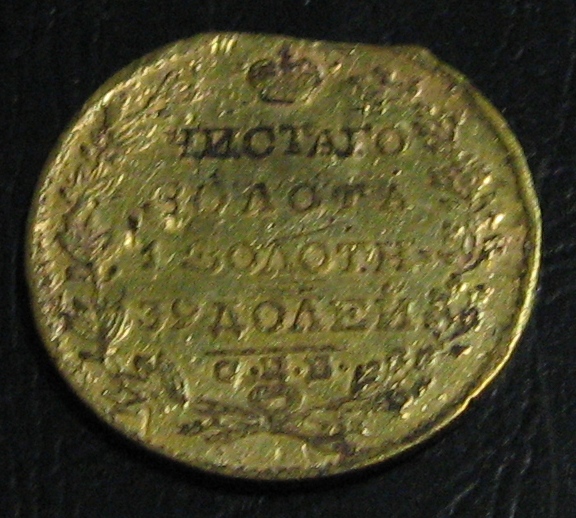 ЧИСТАГО
ЗОЛОТА
1 ЗОЛОТН.
39 ДОЛЕЙ
С.П.Б.